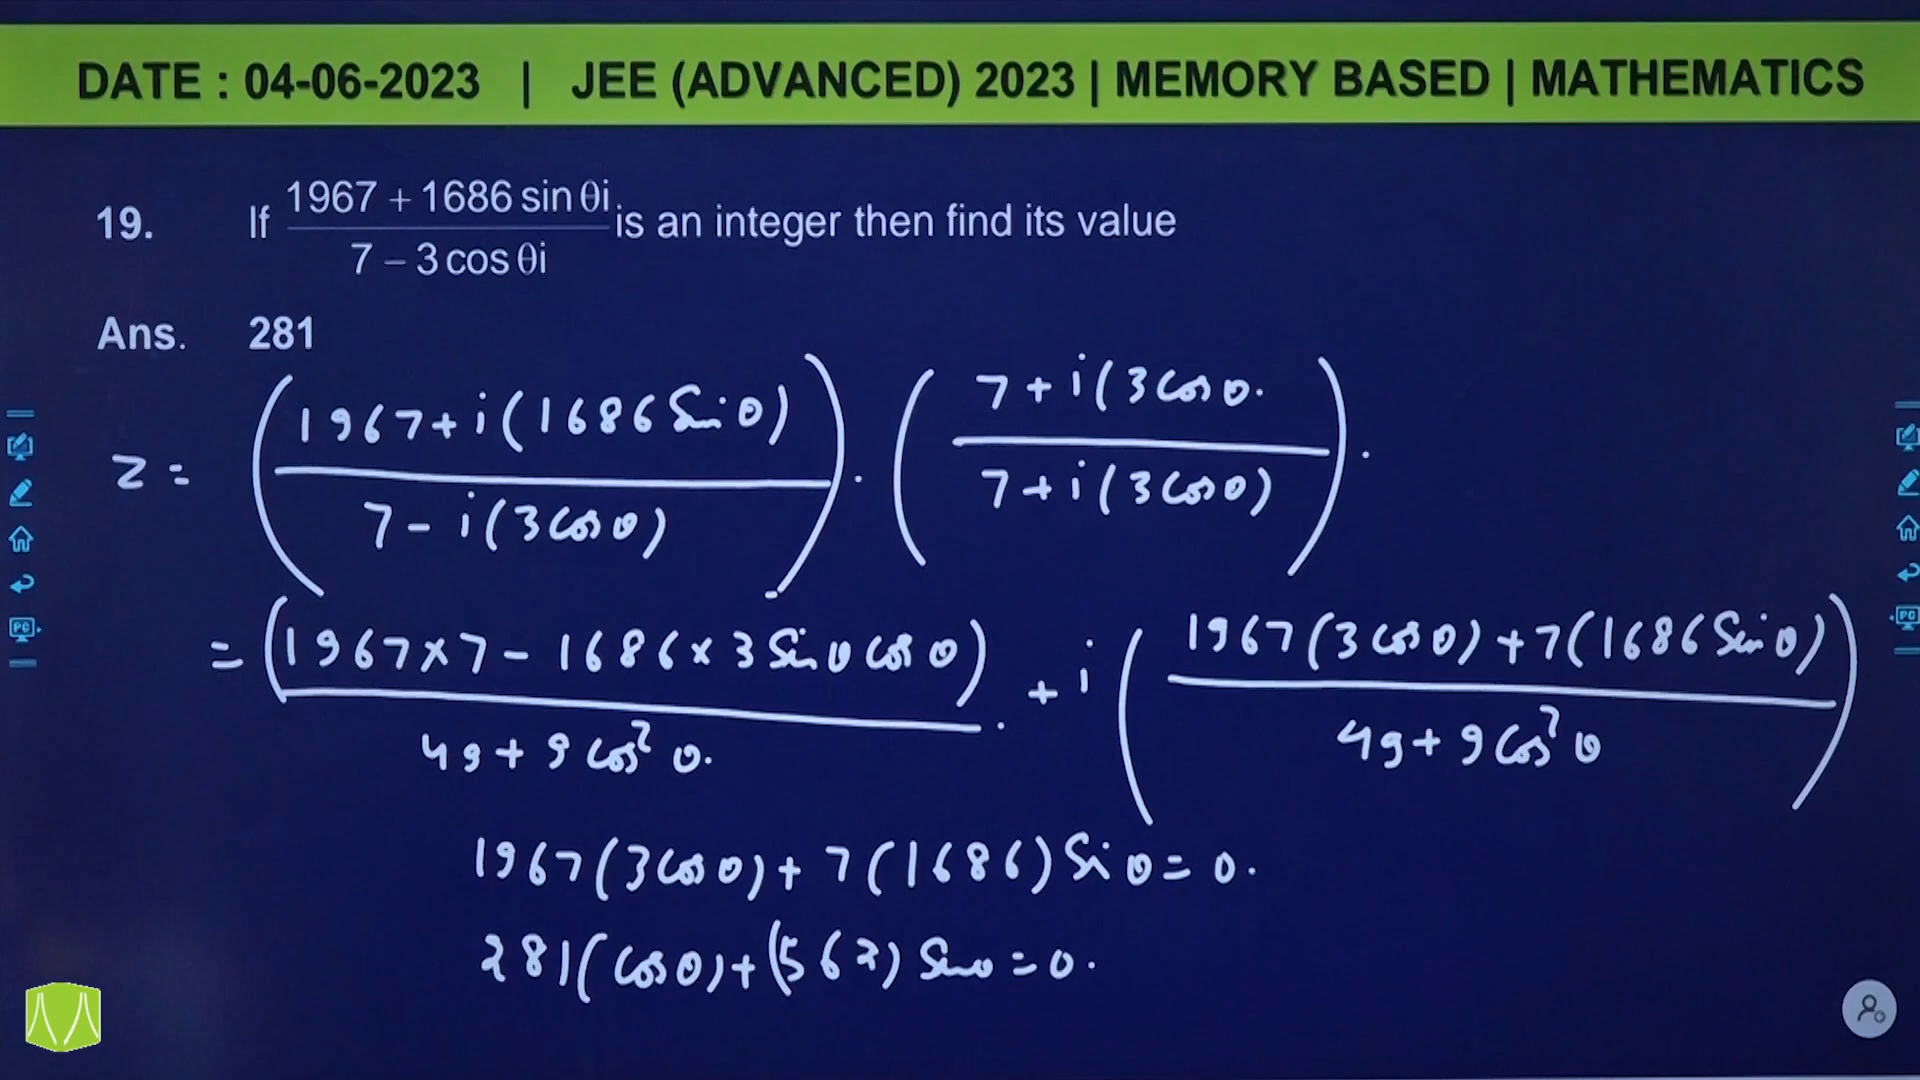 DATE : 04-06-2023 | JEE (ADVANCED) 2023 | MEMORY BASED | MATHEMATICS
19. If (1967 + 1686 sin θi)/(7 – 3 cos θi) is an integer then find its value
Ans. 281
z = ((1967 + i(1686 Sin θ))/(7 - i(3 cos θ))) . ((7 + i(3 cos θ.)/(7 + i(3 cos θ))) .
= (1967 × 7 - 1686 × 3 Sin θ cos θ)/(49 + 9 cos² θ.) . + i (1967(3 cos θ) + 7(1686 Sin θ)/(49 + 9 cos² θ))
1967(3 cos θ) + 7(1686) Sin θ = 0.
281(cos θ) + (562) Sin θ = 0.
PC
PC